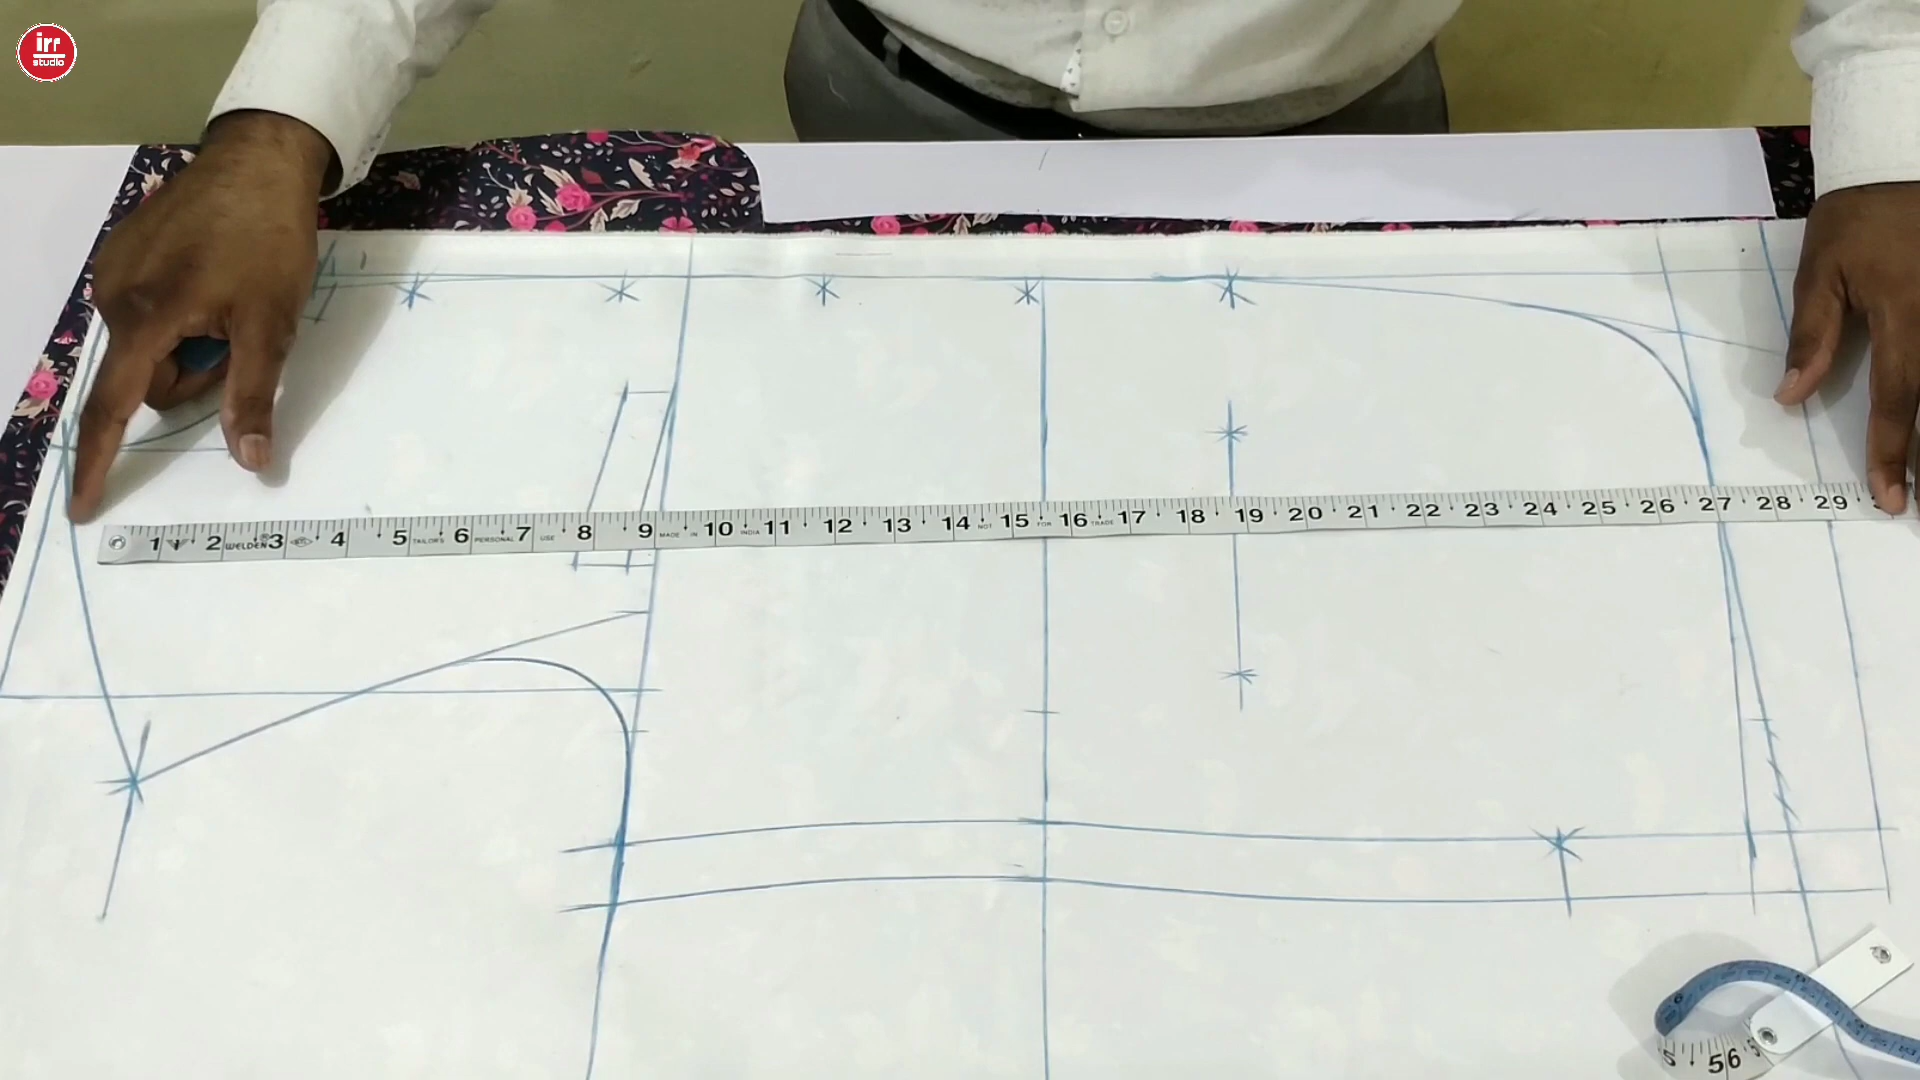 irr
studio
1 2 WELDEN® 3 4 5 TAILOR'S 6 PERSONAL 7 USE 8 9 MADE IN 10 INDIA 11 12 13 14 NOT 15 FOR 16 TRADE 17 18 19 20 21 22 23 24 25 26 27 28 29
56